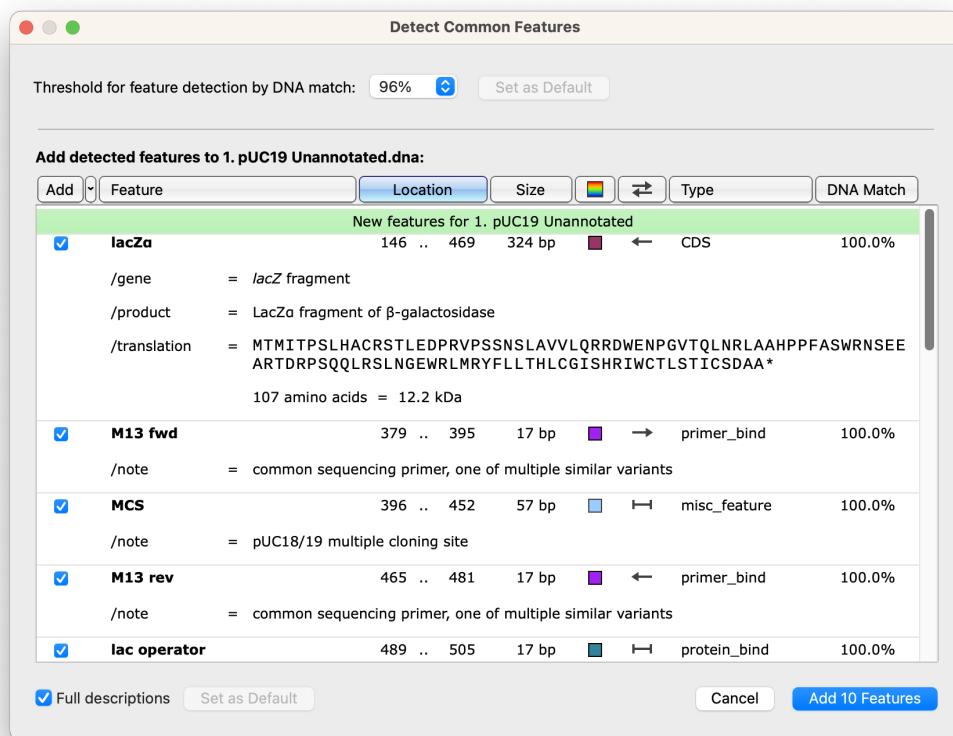 Detect Common Features
Threshold for feature detection by DNA match: 96% Set as Default
Add detected features to 1. pUC19 Unannotated.dna:
Add Feature Location Size Type DNA Match
New features for 1. pUC19 Unannotated
lacZα 146 .. 469 324 bp CDS 100.0%
/gene = lacZ fragment
/product = LacZα fragment of β-galactosidase
/translation = MTMITPSLHACRSTLEDPRVPSSNSLAVVLQRRDWENPGVTQLNRLAAHPPFASWRNSEE
ARTDRPSQQLRSLNGEWRLMRYFLLTHLCGISHRIWCTLSTICSDAA*
107 amino acids = 12.2 kDa
M13 fwd 379 .. 395 17 bp primer_bind 100.0%
/note = common sequencing primer, one of multiple similar variants
MCS 396 .. 452 57 bp misc_feature 100.0%
/note = pUC18/19 multiple cloning site
M13 rev 465 .. 481 17 bp primer_bind 100.0%
/note = common sequencing primer, one of multiple similar variants
lac operator 489 .. 505 17 bp protein_bind 100.0%
Full descriptions Set as Default Cancel Add 10 Features